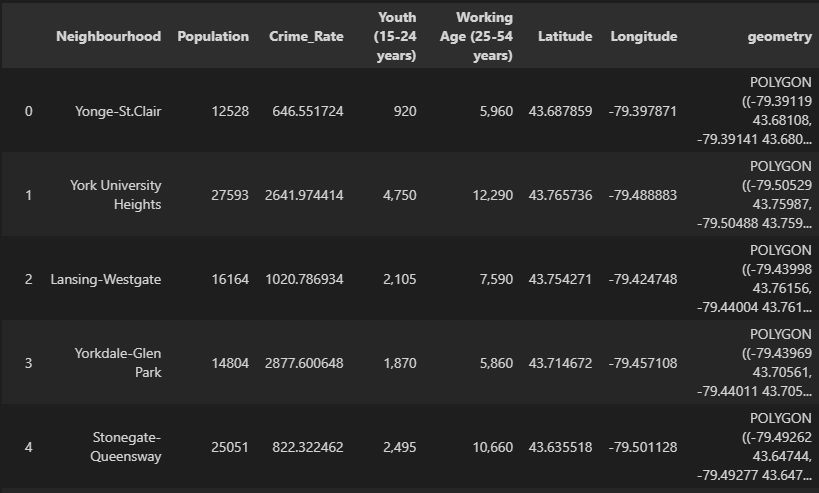 Neighbourhood Population Crime_Rate Youth (15-24 years) Working Age (25-54 years) Latitude Longitude geometry
0 Yonge-St.Clair 12528 646.551724 920 5,960 43.687859 -79.397871 POLYGON ((-79.39119 43.68108, -79.39141 43.680...
1 York University Heights 27593 2641.974414 4,750 12,290 43.765736 -79.488883 POLYGON ((-79.50529 43.75987, -79.50488 43.759...
2 Lansing-Westgate 16164 1020.786934 2,105 7,590 43.754271 -79.424748 POLYGON ((-79.43998 43.76156, -79.44004 43.761...
3 Yorkdale-Glen Park 14804 2877.600648 1,870 5,860 43.714672 -79.457108 POLYGON ((-79.43969 43.70561, -79.44011 43.705...
4 Stonegate-Queensway 25051 822.322462 2,495 10,660 43.635518 -79.501128 POLYGON ((-79.49262 43.64744, -79.49277 43.647...